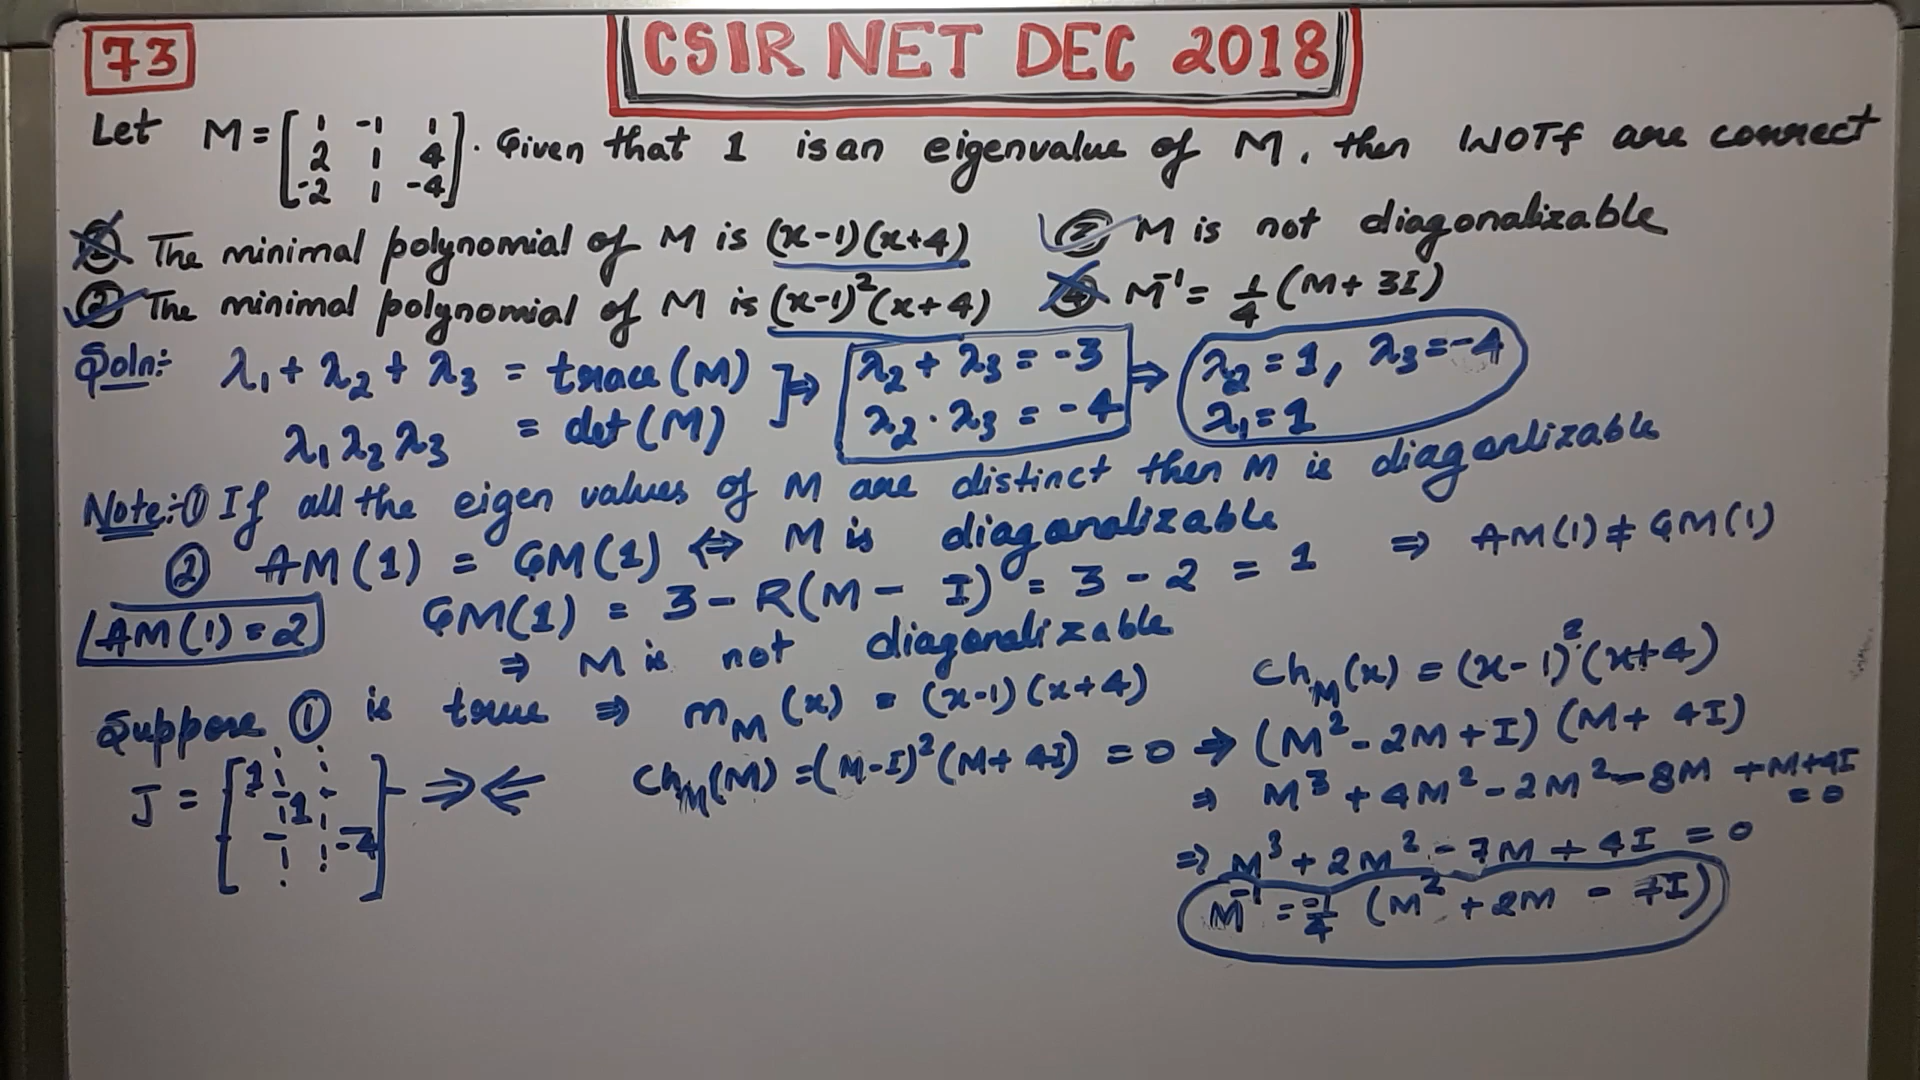 73
CSIR NET DEC 2018
Let M = [1 -1 1
2 1 4
-2 1 -4]. Given that 1 is an eigenvalue of M, then WOTf are correct
① The minimal polynomial of M is (x-1)(x+4)
② M is not diagonalizable
② The minimal polynomial of M is (x-1)²(x+4)
④ M⁻¹ = 1/4 (M + 3I)
Soln:- λ₁ + λ₂ + λ₃ = trace(M)
λ₁ λ₂ λ₃ = det(M)
] ⇒
λ₂ + λ₃ = -3
λ₂ · λ₃ = -4
⇒ λ₂ = 1, λ₃ = -4
λ₁ = 1
Note:- ① If all the eigen values of M are distinct then M is diagonlizable
② AM(1) = GM(1) ⇔ M is diagonalizable
AM(1) = 2
GM(1) = 3 - R(M - I) = 3 - 2 = 1 ⇒ AM(1) ≠ GM(1)
⇒ M is not diagonalizable
Suppose ① is true ⇒ m_M(x) = (x-1)(x+4)
J = [1
1
-4] ⇒⇐
Ch_M(x) = (x-1)²(x+4)
Ch_M(M) = (M-I)²(M+4I) = 0 ⇒ (M² - 2M + I)(M + 4I)
⇒ M³ + 4M² - 2M² - 8M + M + 4I = 0
⇒ M³ + 2M² - 7M + 4I = 0
M⁻¹ = -1/4 (M² + 2M - 7I)